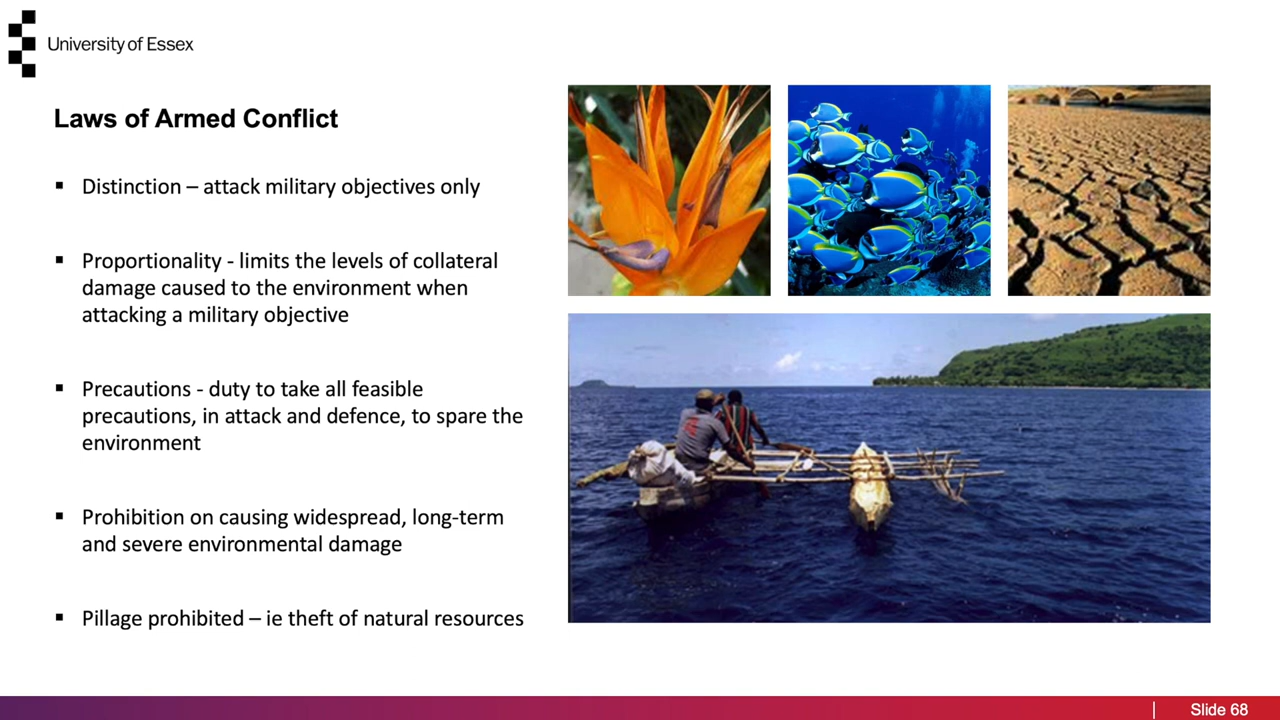 University of Essex
Laws of Armed Conflict
▪ Distinction – attack military objectives only
▪ Proportionality - limits the levels of collateral
damage caused to the environment when
attacking a military objective
▪ Precautions - duty to take all feasible
precautions, in attack and defence, to spare the
environment
▪ Prohibition on causing widespread, long-term
and severe environmental damage
▪ Pillage prohibited – ie theft of natural resources
Slide 68